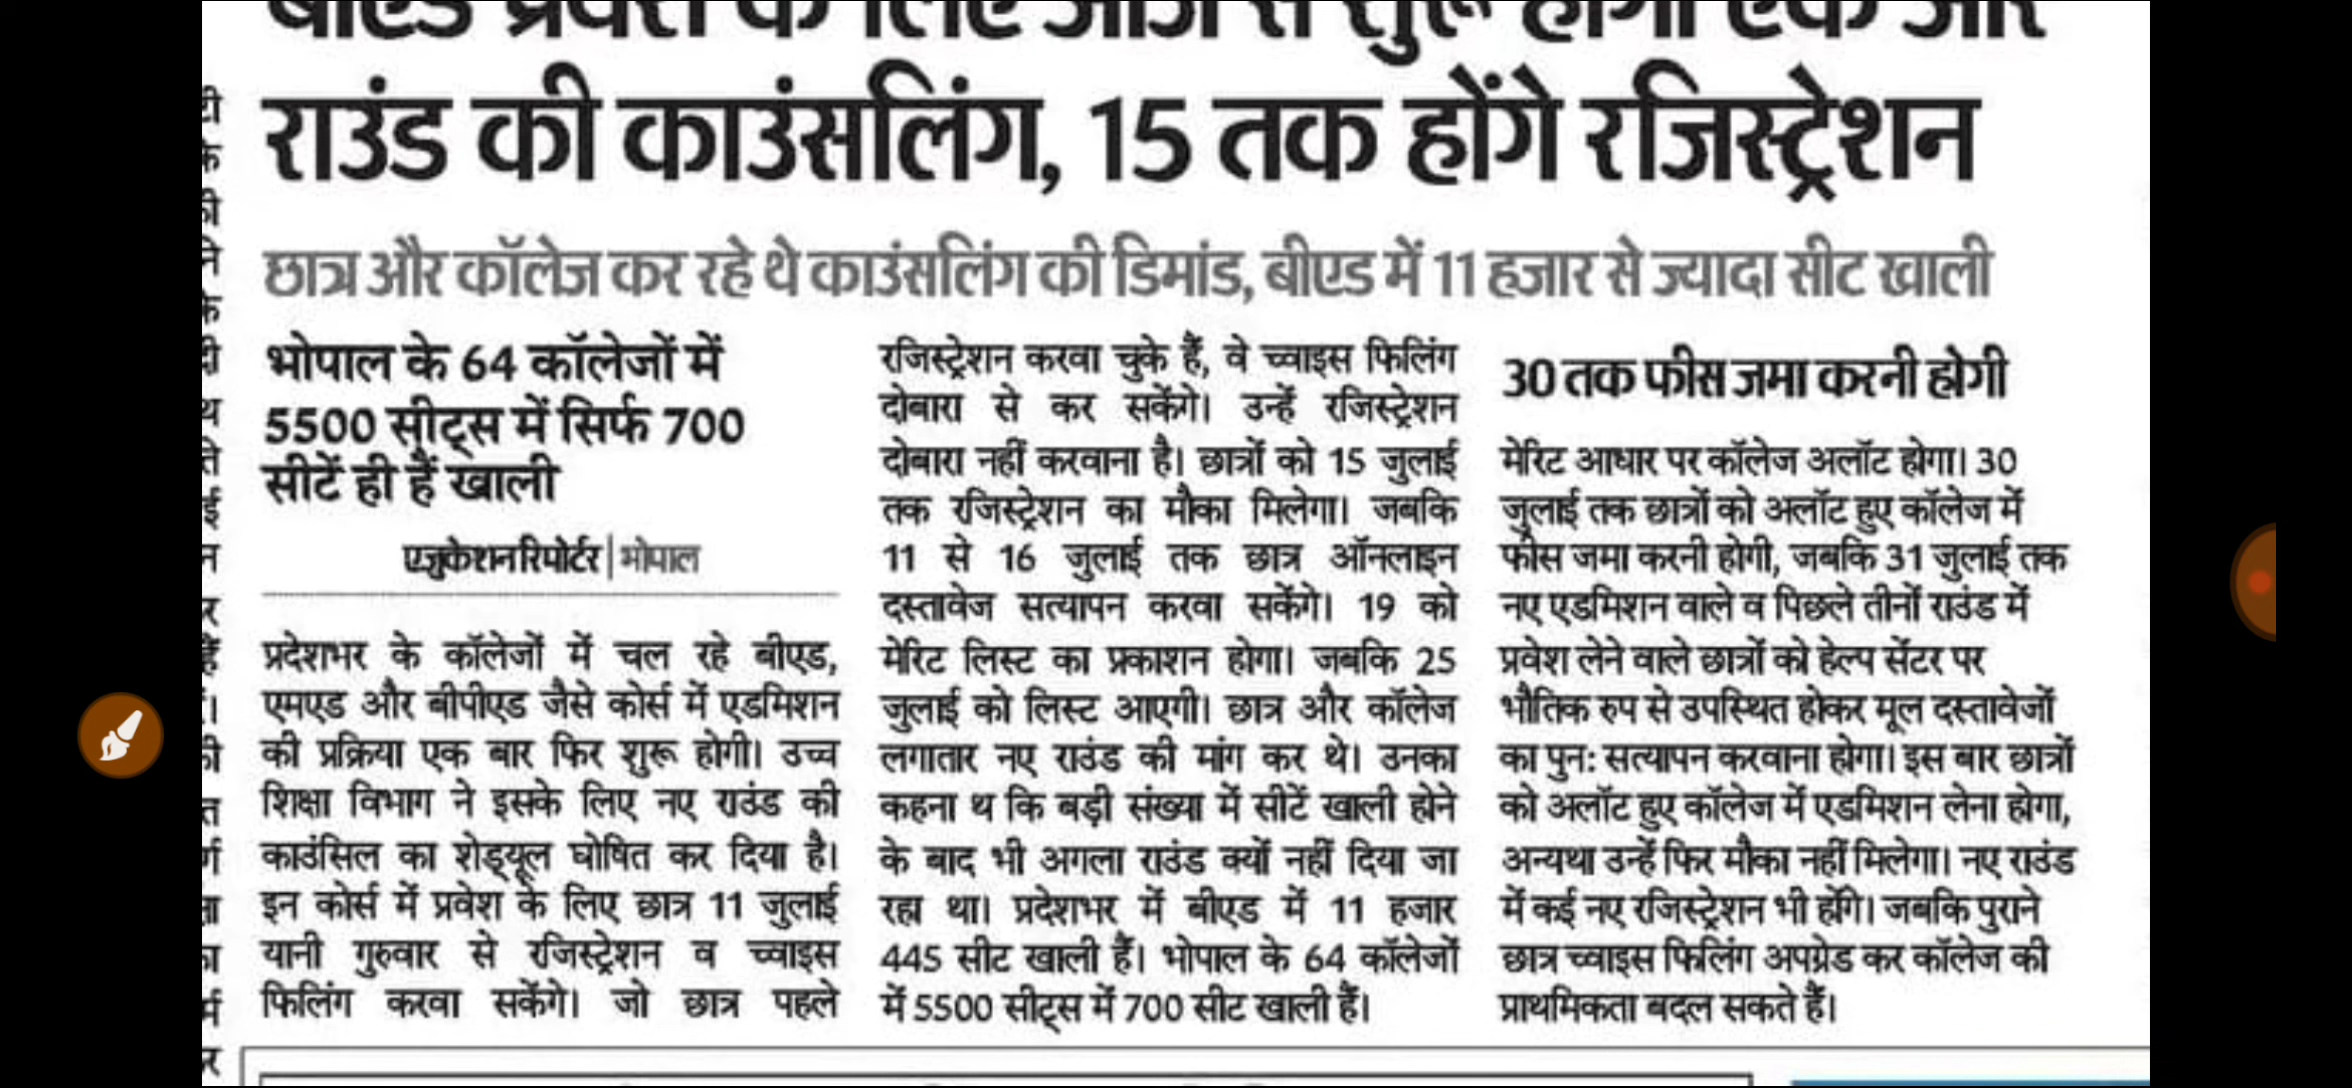 बीएड प्रवेश के लिए आज से शुरू होगी एक और
राउंड की काउंसलिंग, 15 तक होंगे रजिस्ट्रेशन
छात्र और कॉलेज कर रहे थे काउंसलिंग की डिमांड, बीएड में 11 हजार से ज्यादा सीट खाली
भोपाल के 64 कॉलेजों में
5500 सीट्स में सिर्फ 700
सीटें ही हैं खाली
एजुकेशन रिपोर्टर | भोपाल
प्रदेशभर के कॉलेजों में चल रहे बीएड,
एमएड और बीपीएड जैसे कोर्स में एडमिशन
की प्रक्रिया एक बार फिर शुरू होगी। उच्च
शिक्षा विभाग ने इसके लिए नए राउंड की
काउंसिल का शेड्यूल घोषित कर दिया है।
इन कोर्स में प्रवेश के लिए छात्र 11 जुलाई
यानी गुरुवार से रजिस्ट्रेशन व च्वाइस
फिलिंग करवा सकेंगे। जो छात्र पहले
रजिस्ट्रेशन करवा चुके हैं, वे च्वाइस फिलिंग
दोबारा से कर सकेंगे। उन्हें रजिस्ट्रेशन
दोबारा नहीं करवाना है। छात्रों को 15 जुलाई
तक रजिस्ट्रेशन का मौका मिलेगा। जबकि
11 से 16 जुलाई तक छात्र ऑनलाइन
दस्तावेज सत्यापन करवा सकेंगे। 19 को
मेरिट लिस्ट का प्रकाशन होगा। जबकि 25
जुलाई को लिस्ट आएगी। छात्र और कॉलेज
लगातार नए राउंड की मांग कर थे। उनका
कहना थ कि बड़ी संख्या में सीटें खाली होने
के बाद भी अगला राउंड क्यों नहीं दिया जा
रहा था। प्रदेशभर में बीएड में 11 हजार
445 सीट खाली हैं। भोपाल के 64 कॉलेजों
में 5500 सीट्स में 700 सीट खाली हैं।
30 तक फीस जमा करनी होगी
मेरिट आधार पर कॉलेज अलॉट होगा। 30
जुलाई तक छात्रों को अलॉट हुए कॉलेज में
फीस जमा करनी होगी, जबकि 31 जुलाई तक
नए एडमिशन वाले व पिछले तीनों राउंड में
प्रवेश लेने वाले छात्रों को हेल्प सेंटर पर
भौतिक रुप से उपस्थित होकर मूल दस्तावेजों
का पुन: सत्यापन करवाना होगा। इस बार छात्रों
को अलॉट हुए कॉलेज में एडमिशन लेना होगा,
अन्यथा उन्हें फिर मौका नहीं मिलेगा। नए राउंड
में कई नए रजिस्ट्रेशन भी होंगे। जबकि पुराने
छात्र च्वाइस फिलिंग अपग्रेड कर कॉलेज की
प्राथमिकता बदल सकते हैं।